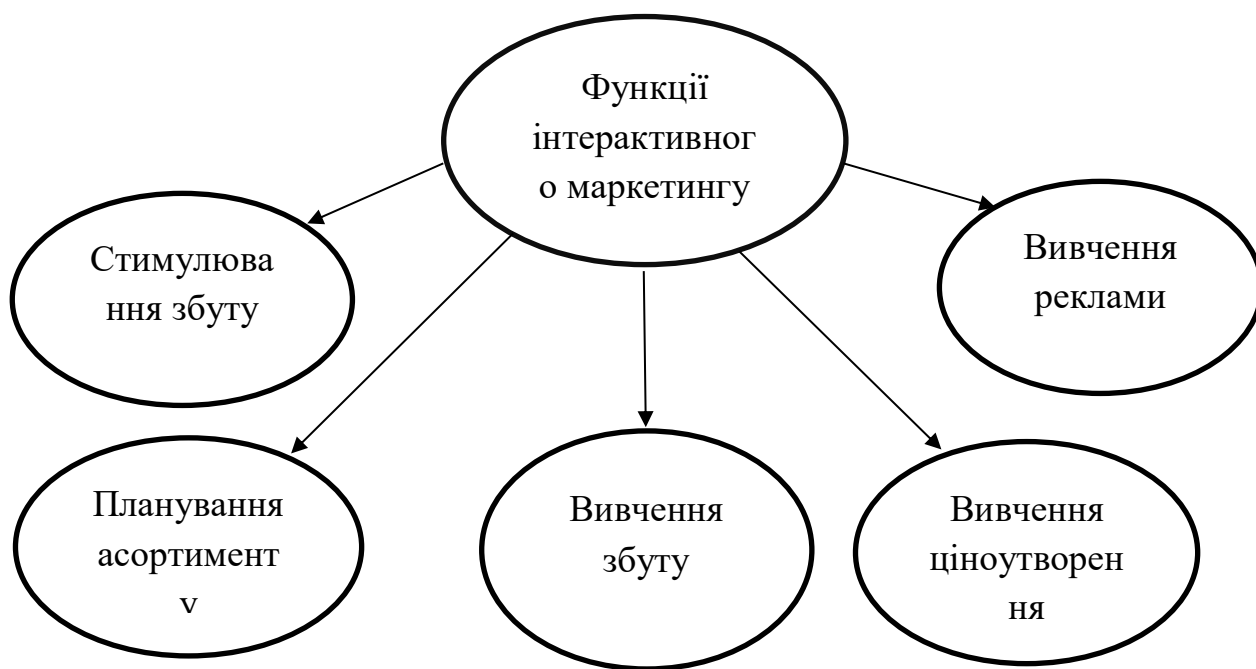 Функції
інтерактивног
о маркетингу
Стимулюва
ння збуту
Вивчення
реклами
Планування
асортимент
у
Вивчення
збуту
Вивчення
ціноутворен
ня